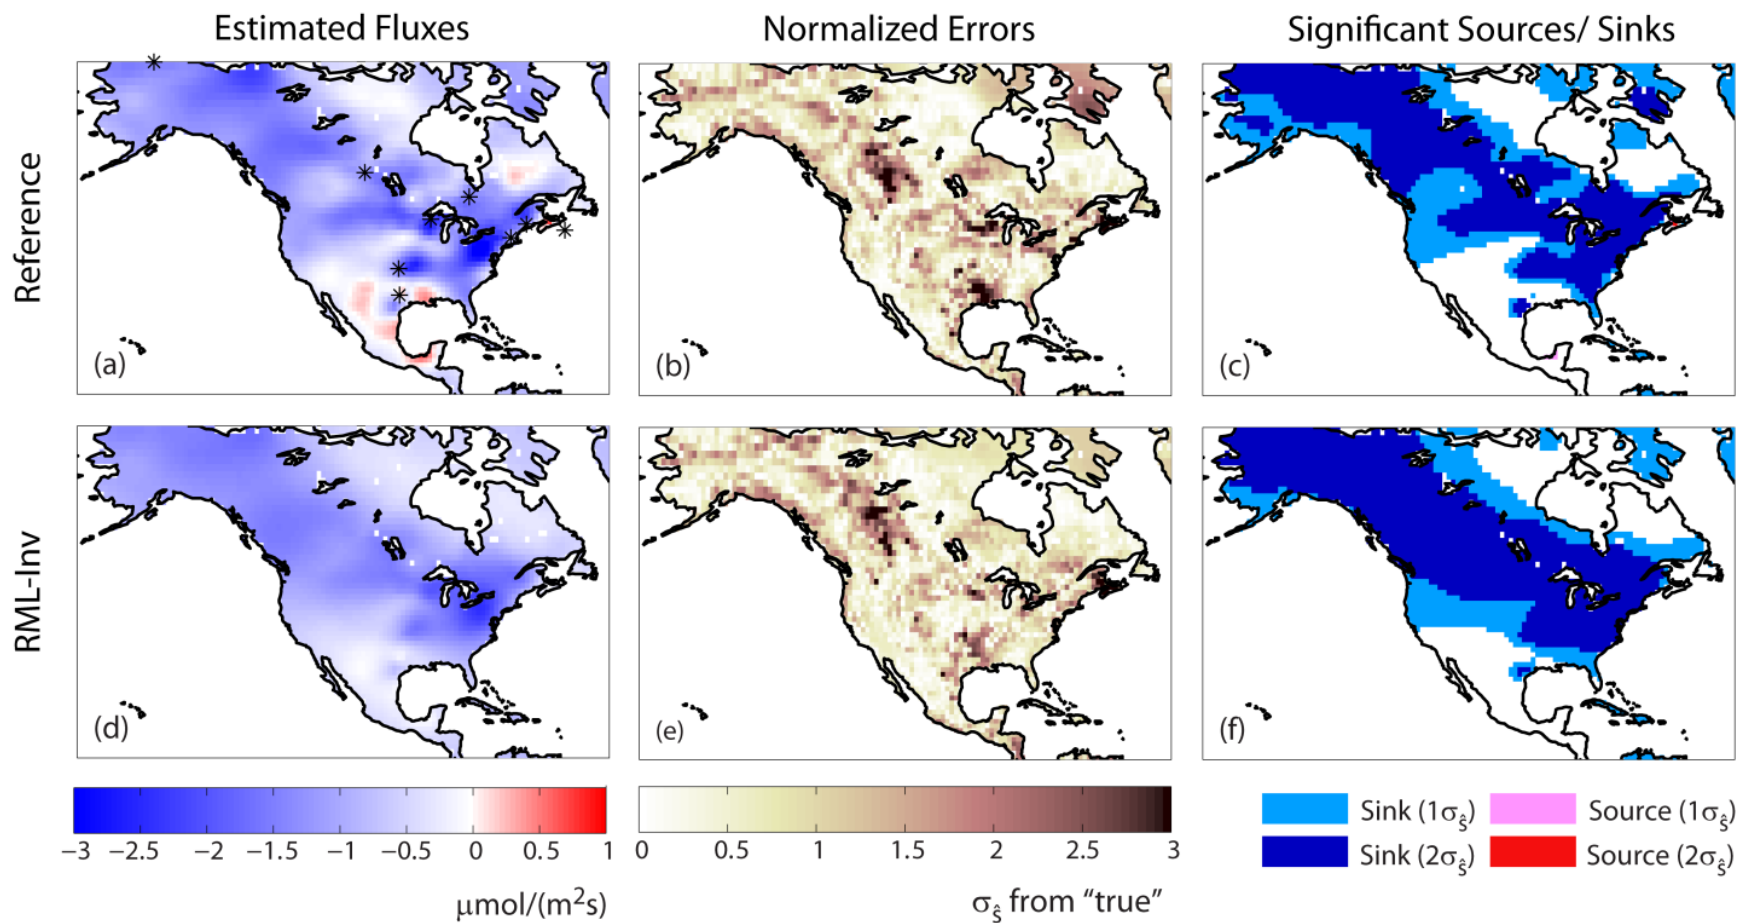 Estimated Fluxes
Normalized Errors
Significant Sources/ Sinks
Reference
(a)
(b)
(c)
RML-Inv
(d)
(e)
(f)
−3 −2.5 −2 −1.5 −1 −0.5 0 0.5 1
μmol/(m²s)
0 0.5 1 1.5 2 2.5 3
σŝ from “true”
Sink (1σŝ)
Source (1σŝ)
Sink (2σŝ)
Source (2σŝ)